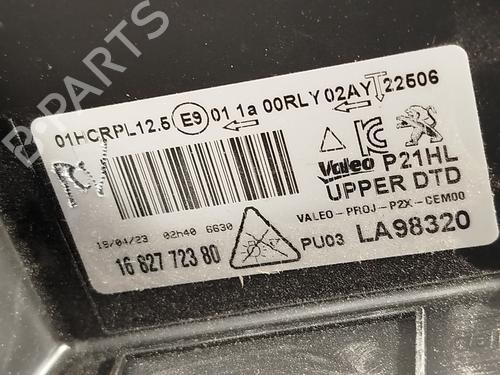 B-PARTS
01HCRPL12.5 E9 01 1a 00RLY 02AY 22506
Valeo P21HL
UPPER DTD
VALEO-PROJ-P2X-CEM00
19/04/23 02h40 6630
16 827 723 80
PU03 LA98320